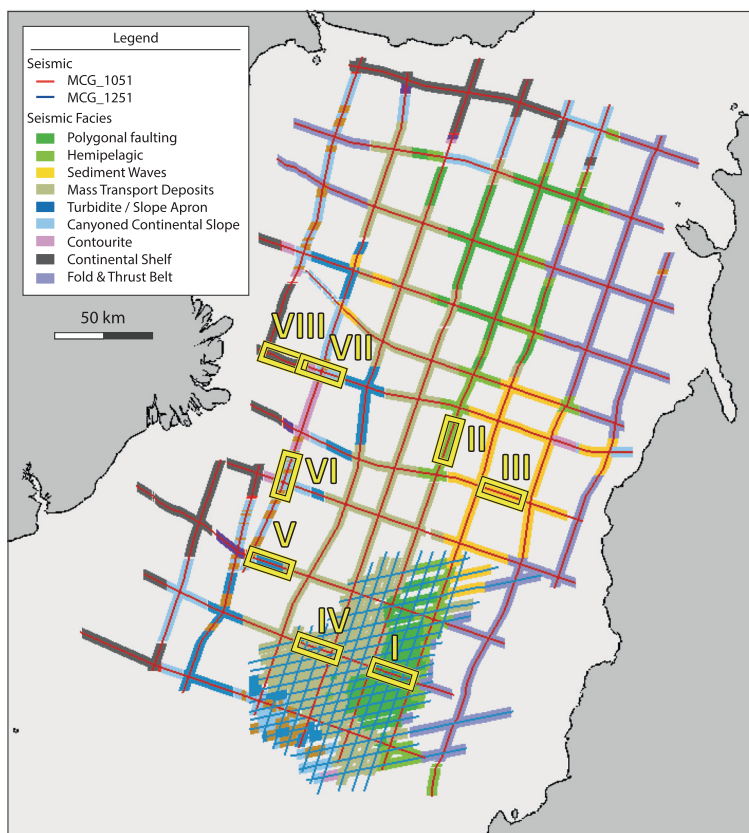 Legend
Seismic
MCG_1051
MCG_1251
Seismic Facies
Polygonal faulting
Hemipelagic
Sediment Waves
Mass Transport Deposits
Turbidite / Slope Apron
Canyoned Continental Slope
Contourite
Continental Shelf
Fold & Thrust Belt
50 km
VIII
VII
II
VI
III
V
IV
I